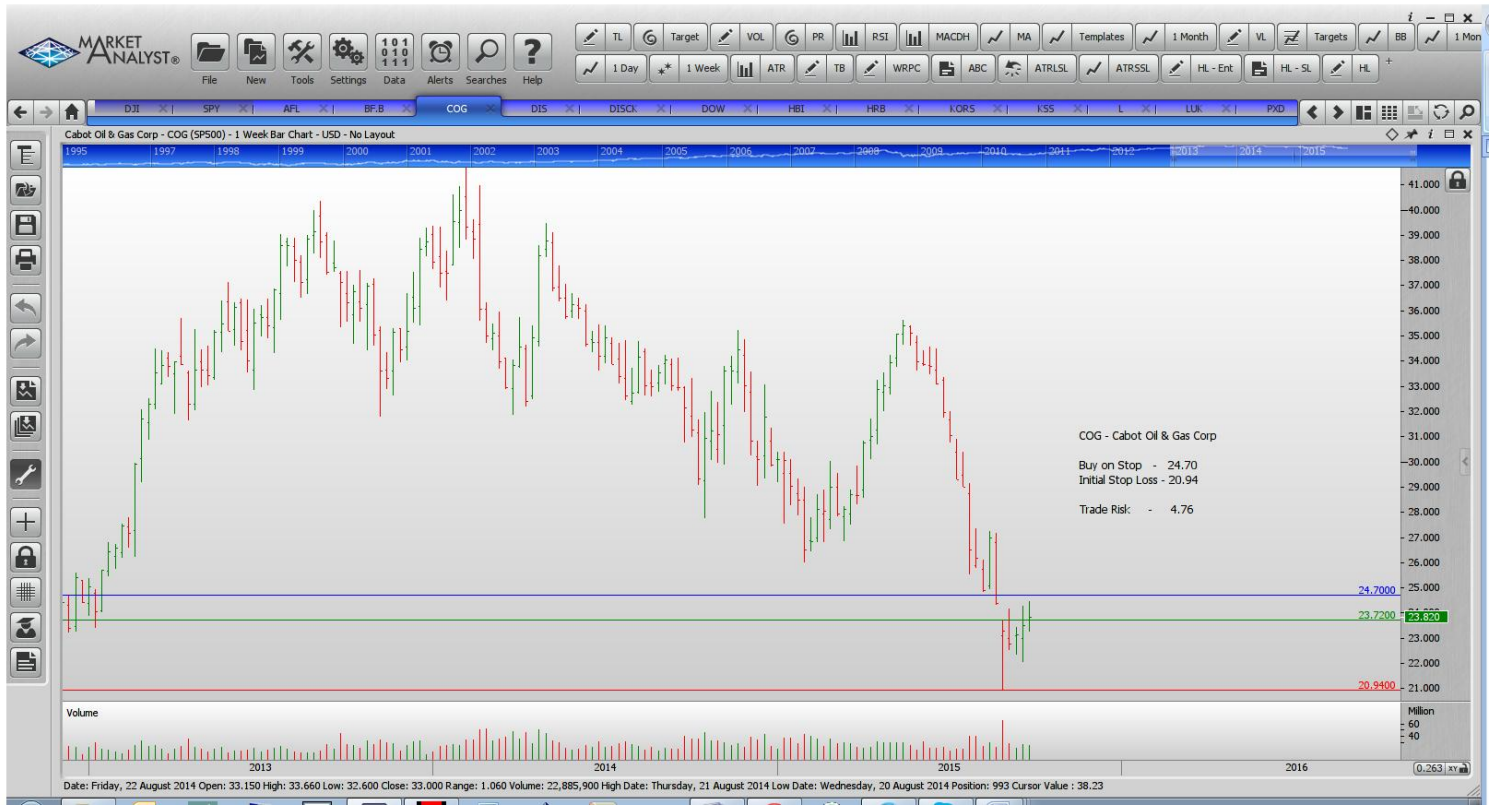 MARKET
ANALYST®
File
New
Tools
Settings
Data
Alerts
Searches
Help
TL
Target
VOL
PR
RSI
MACDH
MA
Templates
1 Month
VL
Targets
BB
1 Mon
1 Day
1 Week
ATR
TB
WRPC
ABC
ATRLSL
ATRSSL
HL - Ent
HL - SL
HL
DJI
SPY
AFL
BF.B
COG
DIS
DISCK
DOW
HBI
HRB
KORS
KSS
L
LUK
PXD
Cabot Oil & Gas Corp - COG (SP500) - 1 Week Bar Chart - USD - No Layout
1995 1997 1998 1999 2000 2001 2002 2003 2004 2005 2006 2007 2008 2009 2010 2011 2012 2013 2014 2015
41.000
40.000
39.000
38.000
37.000
36.000
35.000
34.000
33.000
32.000
31.000
30.000
29.000
28.000
27.000
26.000
25.000
23.000
22.000
21.000
COG - Cabot Oil & Gas Corp
Buy on Stop - 24.70
Initial Stop Loss - 20.94
Trade Risk - 4.76
24.7000
23.7200
23.820
20.9400
Volume
Million
60
40
2013 2014 2015 2016
0.263 XY
Date: Friday, 22 August 2014 Open: 33.150 High: 33.660 Low: 32.600 Close: 33.000 Range: 1.060 Volume: 22,885,900 High Date: Thursday, 21 August 2014 Low Date: Wednesday, 20 August 2014 Position: 993 Cursor Value : 38.23